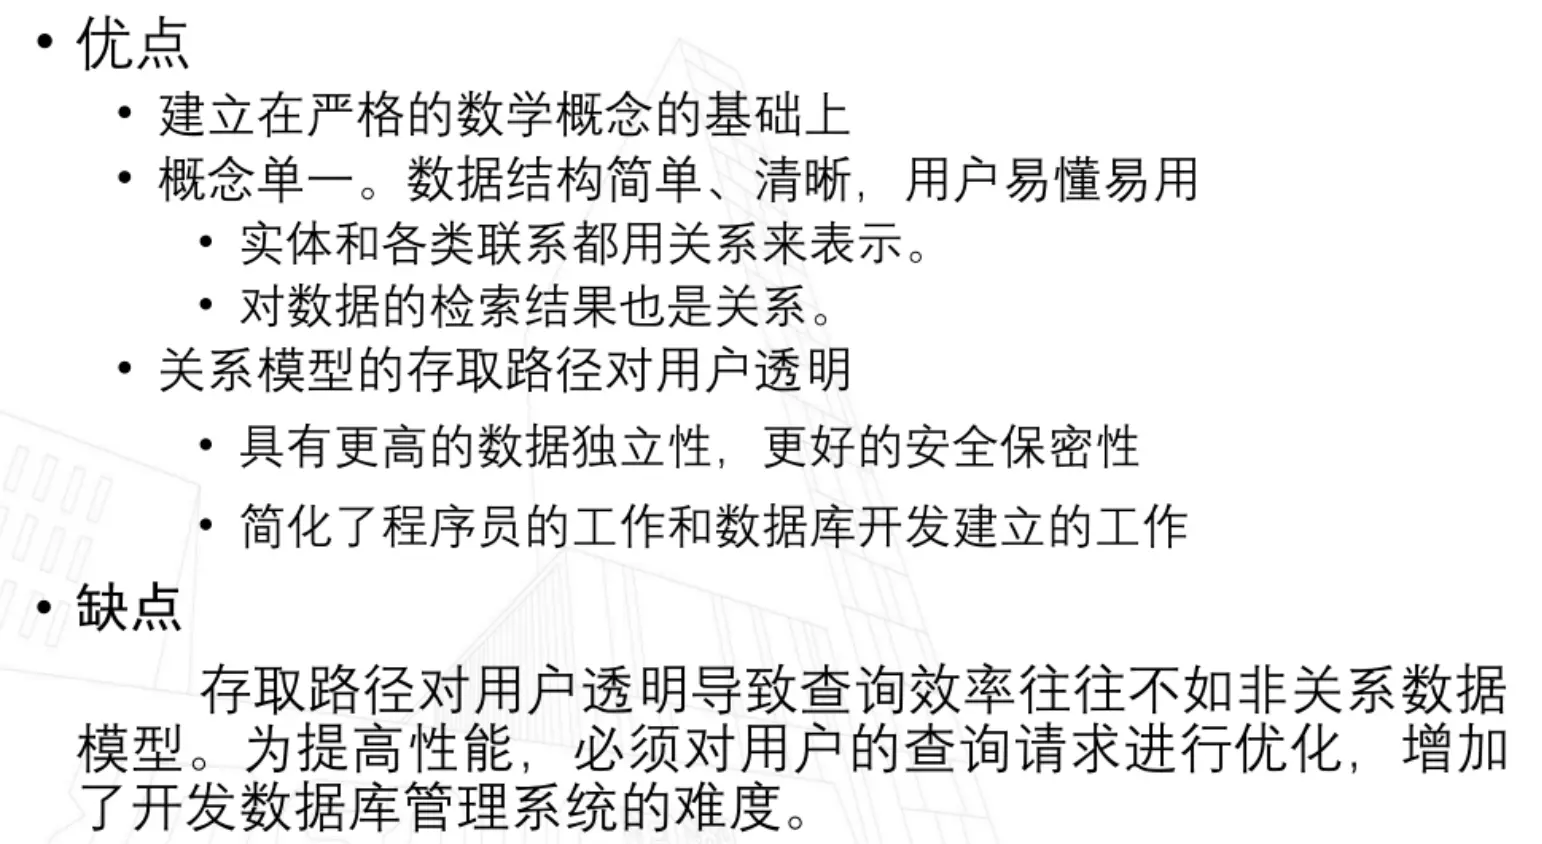 • 优点
• 建立在严格的数学概念的基础上
• 概念单一。数据结构简单、清晰，用户易懂易用
• 实体和各类联系都用关系来表示。
• 对数据的检索结果也是关系。
• 关系模型的存取路径对用户透明
• 具有更高的数据独立性，更好的安全保密性
• 简化了程序员的工作和数据库开发建立的工作
• 缺点
存取路径对用户透明导致查询效率往往不如非关系数据
模型。为提高性能，必须对用户的查询请求进行优化，增加
了开发数据库管理系统的难度。